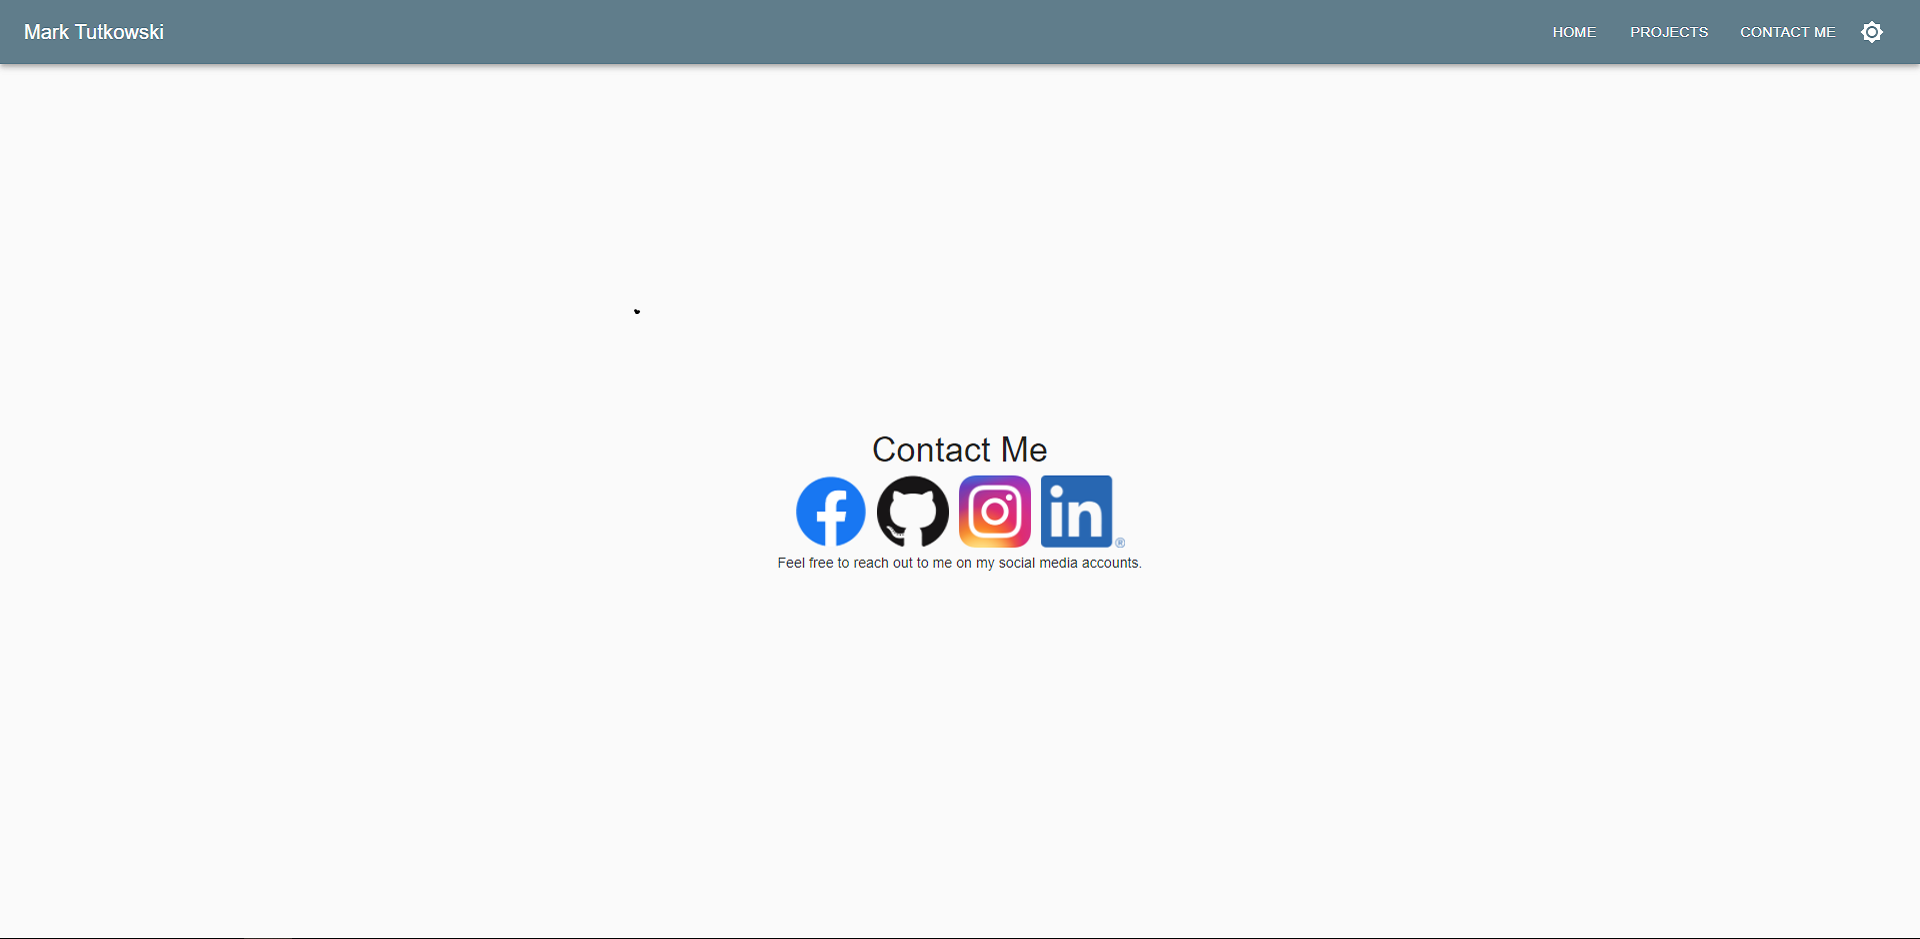 Mark Tutkowski
HOME PROJECTS CONTACT ME
Contact Me
in ®
Feel free to reach out to me on my social media accounts.